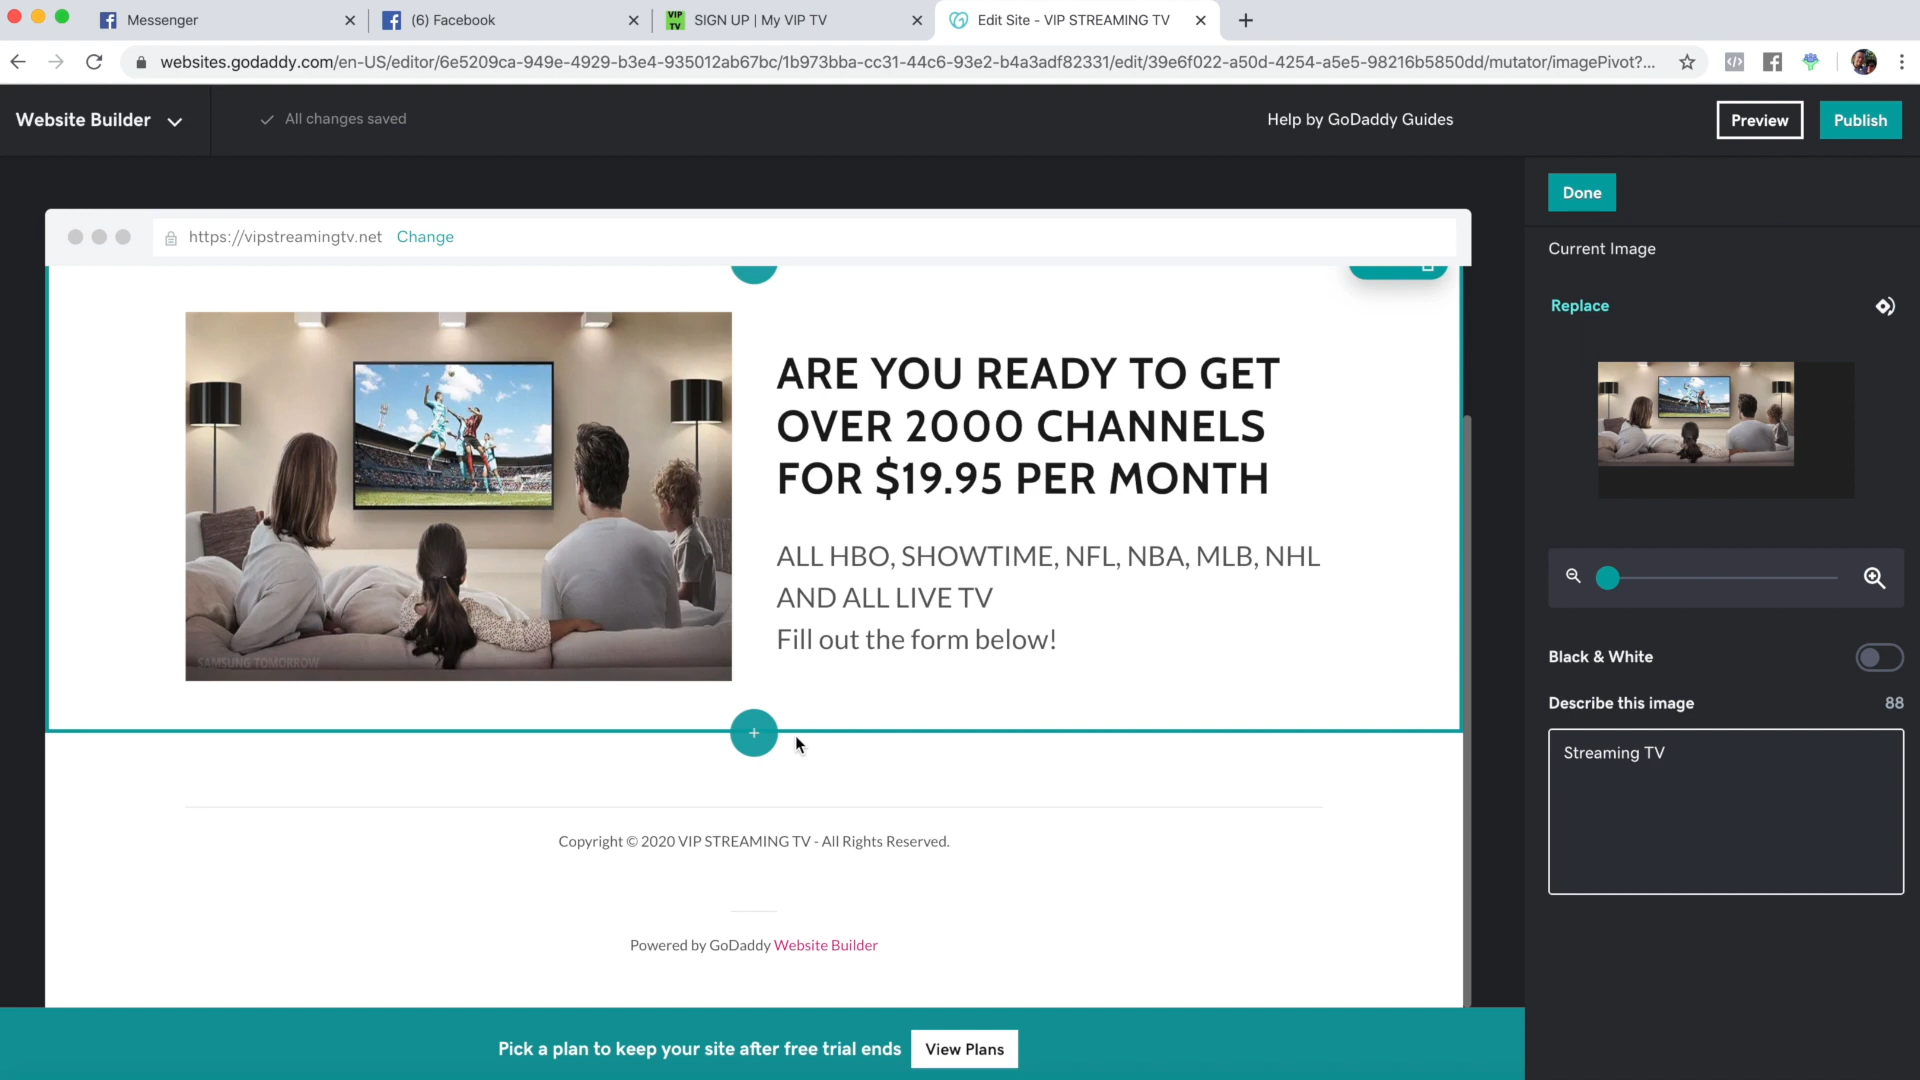 Messenger
(6) Facebook
VIP TV
SIGN UP | My VIP TV
Edit Site - VIP STREAMING TV
websites.godaddy.com/en-US/editor/6e5209ca-949e-4929-b3e4-935012ab67bc/1b973bba-cc31-44c6-93e2-b4a3adf82331/edit/39e6f022-a50d-4254-a5e5-98216b5850dd/mutator/imagePivot?...
Website Builder
All changes saved
Help by GoDaddy Guides
Preview
Publish
Done
https://vipstreamingtv.net Change
Current Image
Replace
ARE YOU READY TO GET
OVER 2000 CHANNELS
FOR $19.95 PER MONTH
ALL HBO, SHOWTIME, NFL, NBA, MLB, NHL
AND ALL LIVE TV
Fill out the form below!
SAMSUNG TOMORROW
Black & White
Describe this image 88
Streaming TV
Copyright © 2020 VIP STREAMING TV - All Rights Reserved.
Powered by GoDaddy Website Builder
Pick a plan to keep your site after free trial ends View Plans